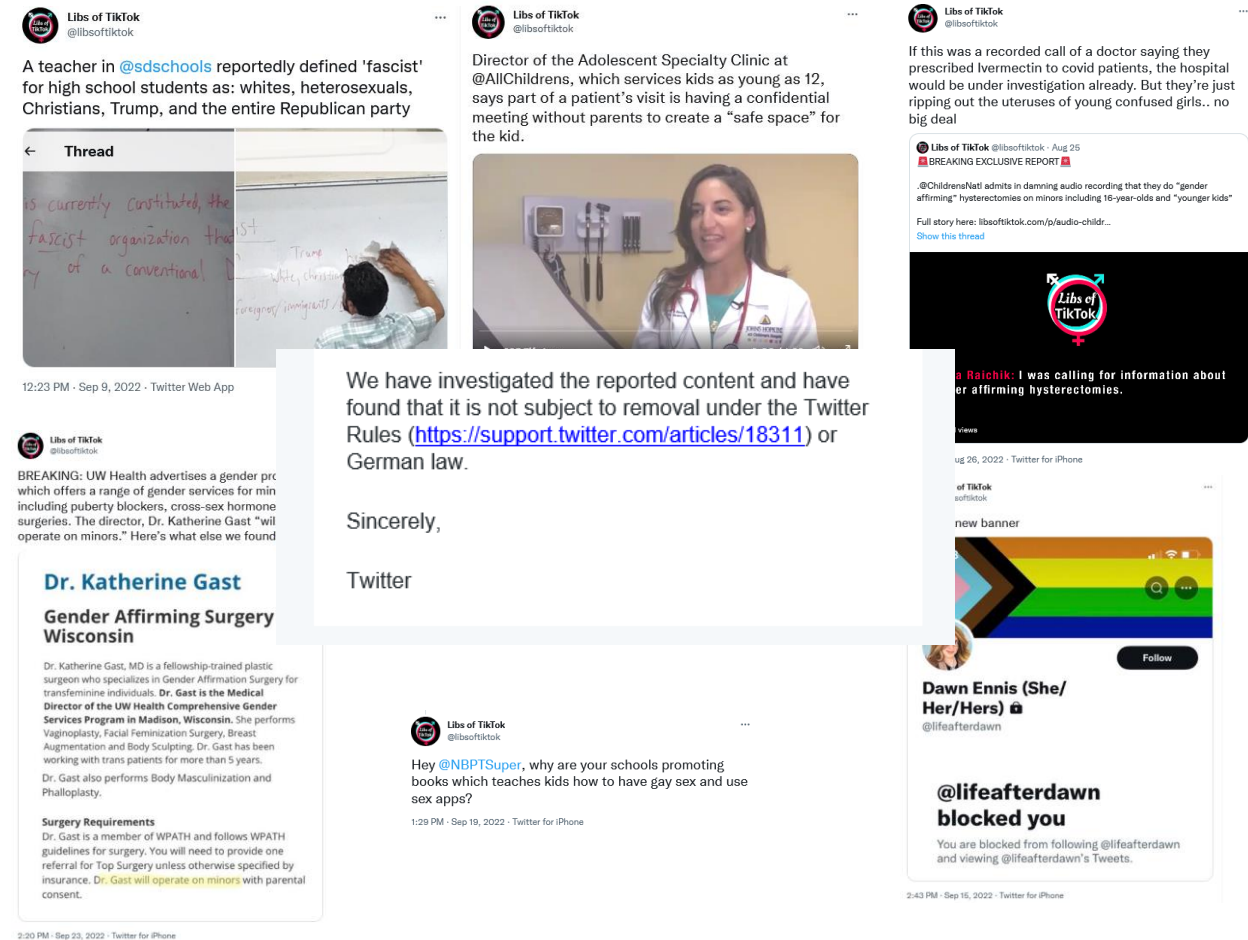 Libs of TikTok
@libsoftiktok
A teacher in @sdschools reportedly defined 'fascist'
for high school students as: whites, heterosexuals,
Christians, Trump, and the entire Republican party
← Thread
is currently constituted, the
fascist organization that
of a conventional
ist
Trump
white, christian
foreigner/immigrants/
12:23 PM · Sep 9, 2022 · Twitter Web App
Libs of TikTok
@libsoftiktok
Director of the Adolescent Specialty Clinic at
@AllChildrens, which services kids as young as 12,
says part of a patient's visit is having a confidential
meeting without parents to create a “safe space” for
the kid.
JOHNS HOPKINS
Libs of TikTok
@libsoftiktok
If this was a recorded call of a doctor saying they
prescribed Ivermectin to covid patients, the hospital
would be under investigation already. But they're just
ripping out the uteruses of young confused girls.. no
big deal
Libs of TikTok @libsoftiktok · Aug 25
🚨BREAKING EXCLUSIVE REPORT🚨
.@ChildrensNatl admits in damning audio recording that they do “gender
affirming” hysterectomies on minors including 16-year-olds and “younger kids”
Full story here: libsoftiktok.com/p/audio-childr...
Show this thread
Libs of
TikTok
a Raichik: I was calling for information about
er affirming hysterectomies.
views
ug 26, 2022 · Twitter for iPhone
We have investigated the reported content and have
found that it is not subject to removal under the Twitter
Rules (https://support.twitter.com/articles/18311) or
German law.
Sincerely,
Twitter
Libs of TikTok
@libsoftiktok
BREAKING: UW Health advertises a gender pro
which offers a range of gender services for min
including puberty blockers, cross-sex hormone
surgeries. The director, Dr. Katherine Gast “wil
operate on minors.” Here's what else we found
Dr. Katherine Gast
Gender Affirming Surgery
Wisconsin
Dr. Katherine Gast, MD is a fellowship-trained plastic
surgeon who specializes in Gender Affirmation Surgery for
transfeminine individuals. Dr. Gast is the Medical
Director of the UW Health Comprehensive Gender
Services Program in Madison, Wisconsin. She performs
Vaginoplasty, Facial Feminization Surgery, Breast
Augmentation and Body Sculpting. Dr. Gast has been
working with trans patients for more than 5 years.
Dr. Gast also performs Body Masculinization and
Phalloplasty.
Surgery Requirements
Dr. Gast is a member of WPATH and follows WPATH
guidelines for surgery. You will need to provide one
referral for Top Surgery unless otherwise specified by
insurance. Dr. Gast will operate on minors with parental
consent.
2:20 PM · Sep 23, 2022 · Twitter for iPhone
Libs of TikTok
@libsoftiktok
Hey @NBPTSuper, why are your schools promoting
books which teaches kids how to have gay sex and use
sex apps?
1:29 PM · Sep 19, 2022 · Twitter for iPhone
of TikTok
softiktok
new banner
Follow
Dawn Ennis (She/
Her/Hers)
@lifeafterdawn
@lifeafterdawn
blocked you
You are blocked from following @lifeafterdawn
and viewing @lifeafterdawn's Tweets.
2:43 PM · Sep 15, 2022 · Twitter for iPhone